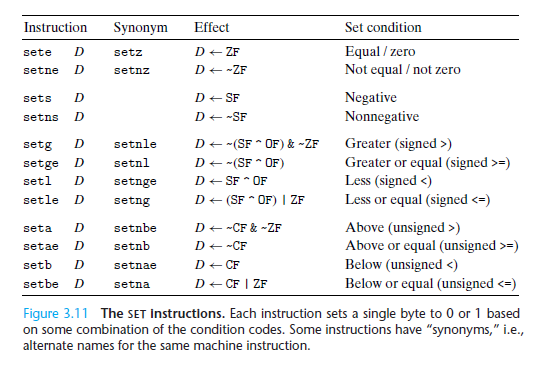 Instruction Synonym Effect Set condition
sete D setz D ← ZF Equal / zero
setne D setnz D ← ~ZF Not equal / not zero
sets D D ← SF Negative
setns D D ← ~SF Nonnegative
setg D setnle D ← ~(SF ^ OF) & ~ZF Greater (signed >)
setge D setnl D ← ~(SF ^ OF) Greater or equal (signed >=)
setl D setnge D ← SF ^ OF Less (signed <)
setle D setng D ← (SF ^ OF) | ZF Less or equal (signed <=)
seta D setnbe D ← ~CF & ~ZF Above (unsigned >)
setae D setnb D ← ~CF Above or equal (unsigned >=)
setb D setnae D ← CF Below (unsigned <)
setbe D setna D ← CF | ZF Below or equal (unsigned <=)
Figure 3.11 The SET Instructions. Each instruction sets a single byte to 0 or 1 based
on some combination of the condition codes. Some instructions have “synonyms,” i.e.,
alternate names for the same machine instruction.